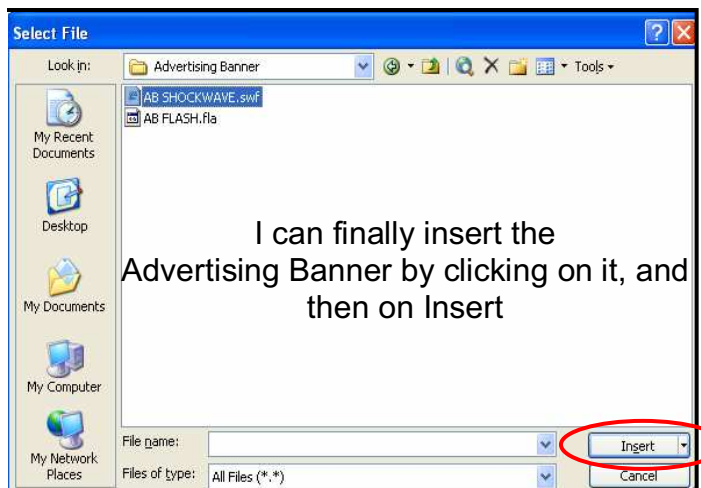 Select File
Look in:
Advertising Banner
Tools
AB SHOCKWAVE.swf
AB FLASH.fla
My Recent
Documents
Desktop
I can finally insert the
Advertising Banner by clicking on it, and
then on Insert
My Documents
My Computer
My Network
Places
File name:
Insert
Files of type:
All Files (*.*)
Cancel